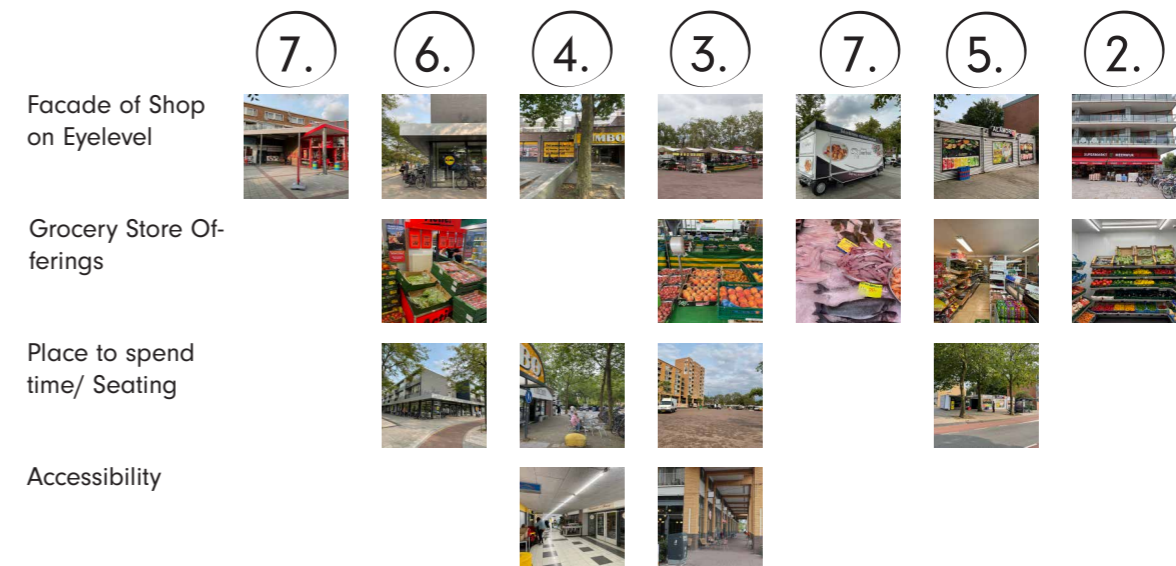 7. 6. 4. 3. 7. 5. 2.
Facade of Shop
on Eyelevel
Grocery Store Of-
ferings
Place to spend
time/ Seating
Accessibility